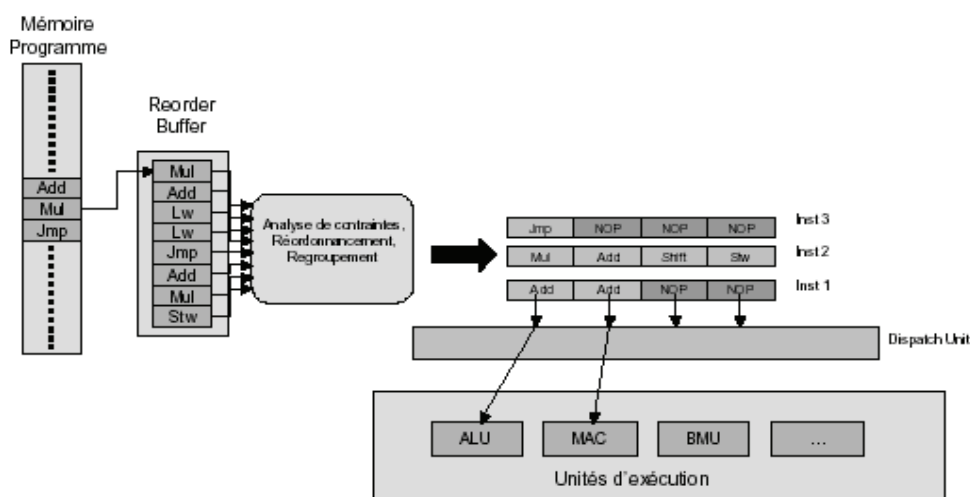 Mémoire
Programme
Add
Mul
Jmp
Reorder
Buffer
Mul
Add
Lw
Lw
Jmp
Add
Mul
Stw
Analyse de contraintes,
Réordonnancement,
Regroupement
Jmp NOP NOP NOP Inst 3
Mul Add Shift Stw Inst 2
Add Add NOP NOP Inst 1
Dispatch Unit
ALU MAC BMU ...
Unités d'exécution